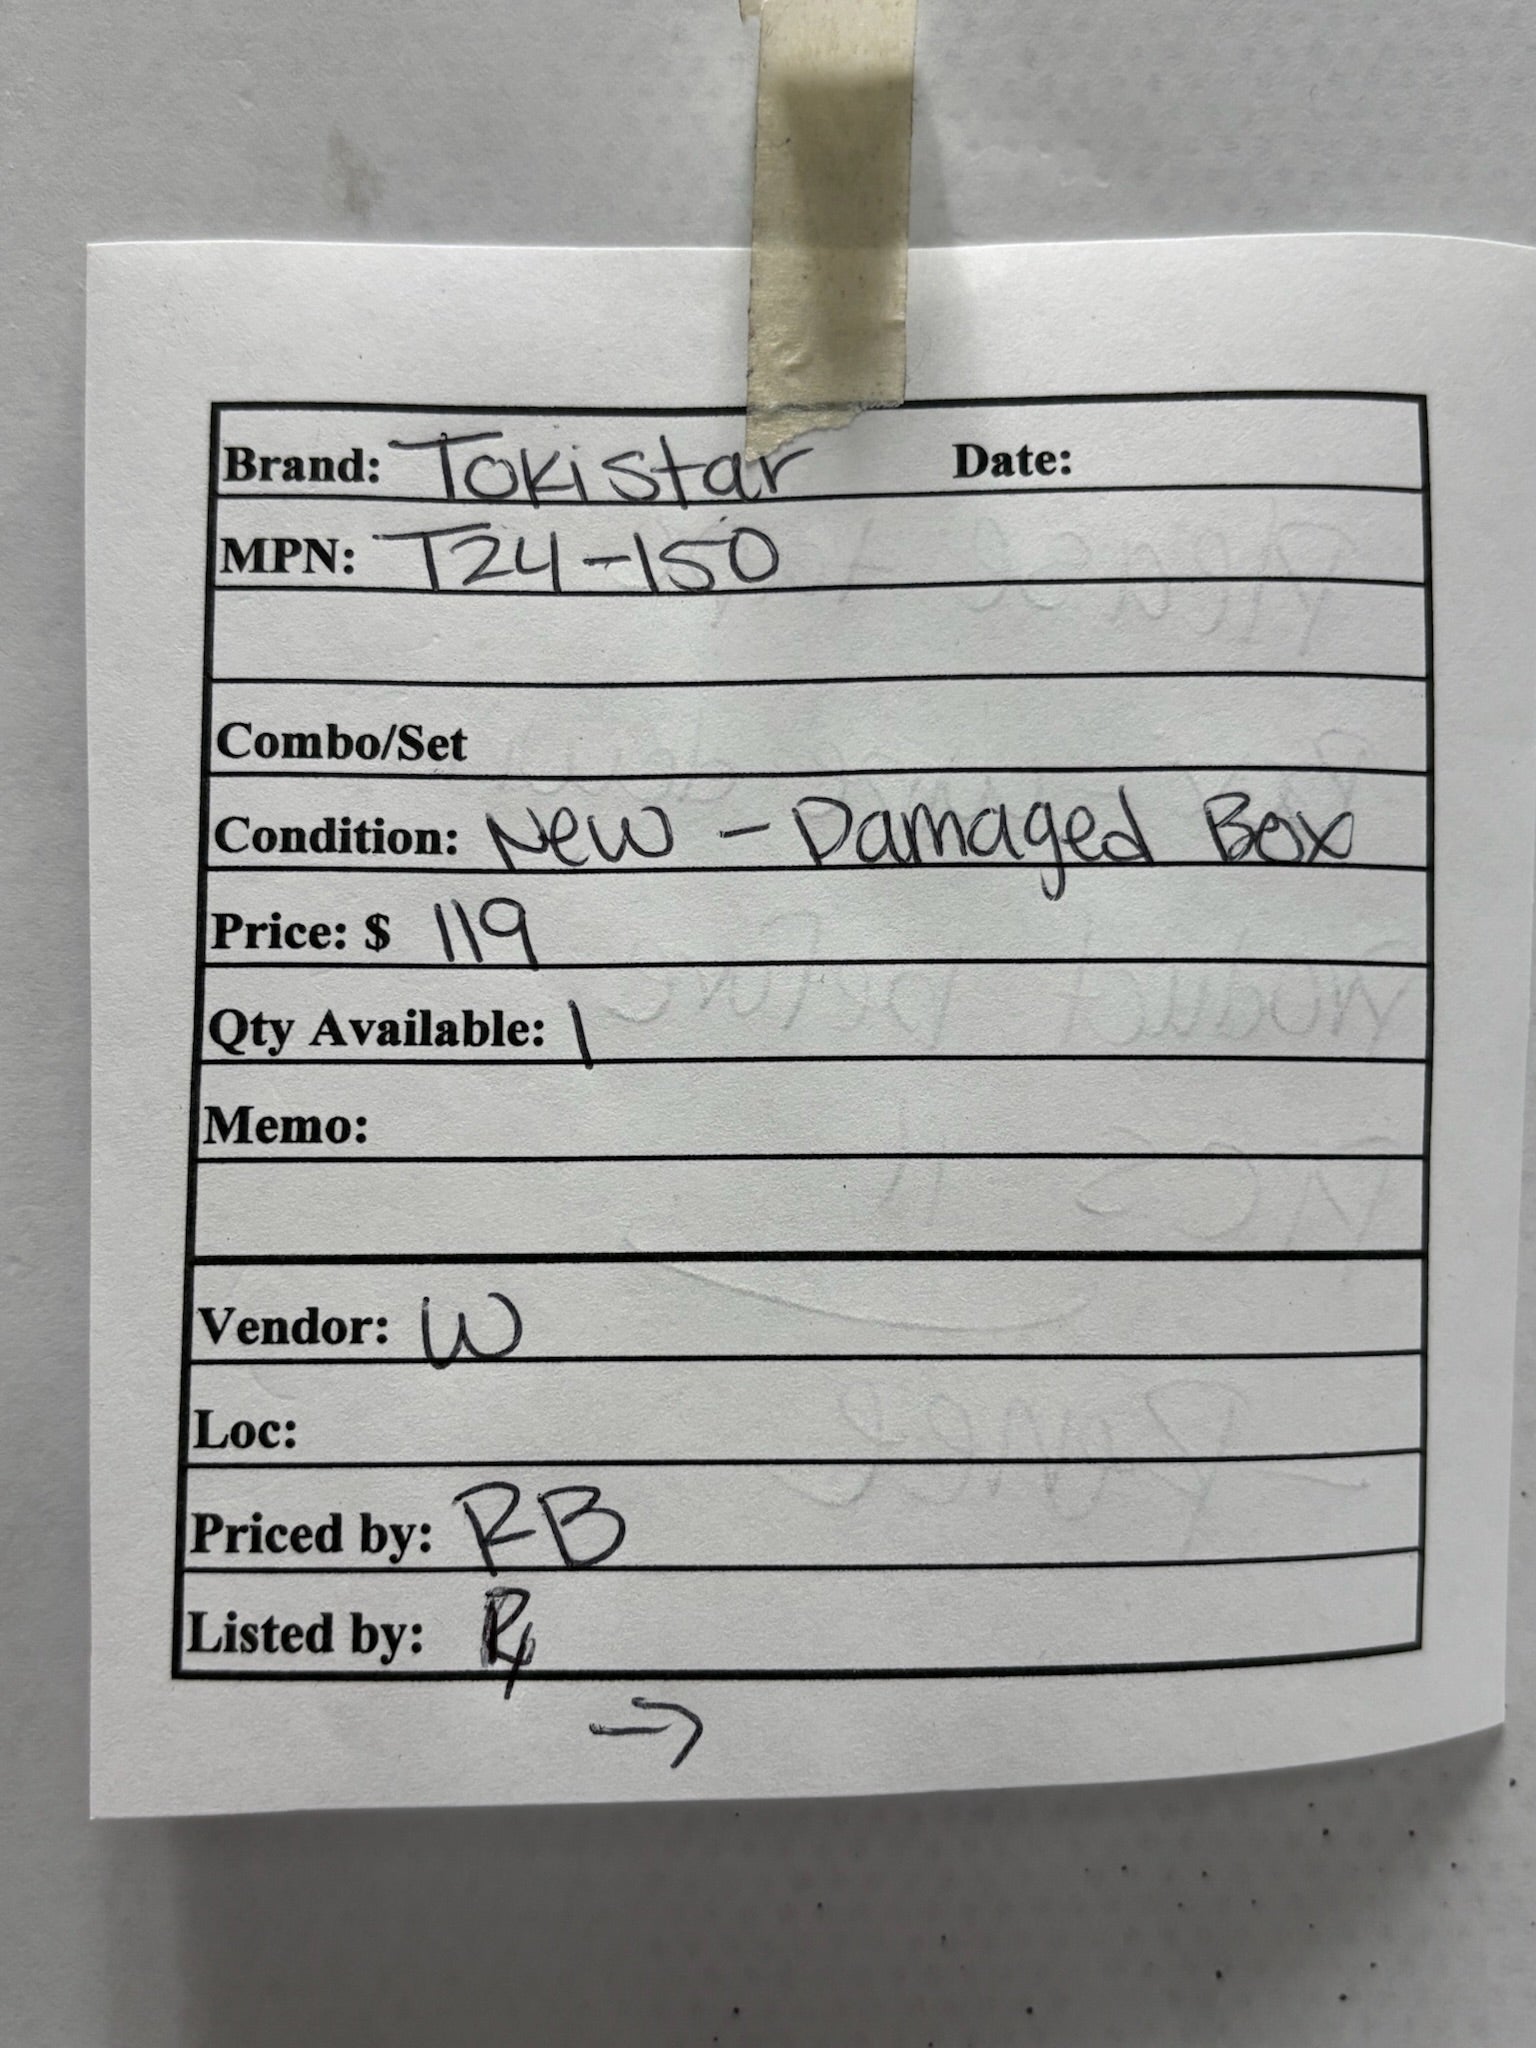 Brand: Tokistar Date:
MPN: T24-150
Combo/Set
Condition: New - Damaged Box
Price: $ 119
Qty Available: 1
Memo:
Vendor: W
Loc:
Priced by: RB
Listed by:
→